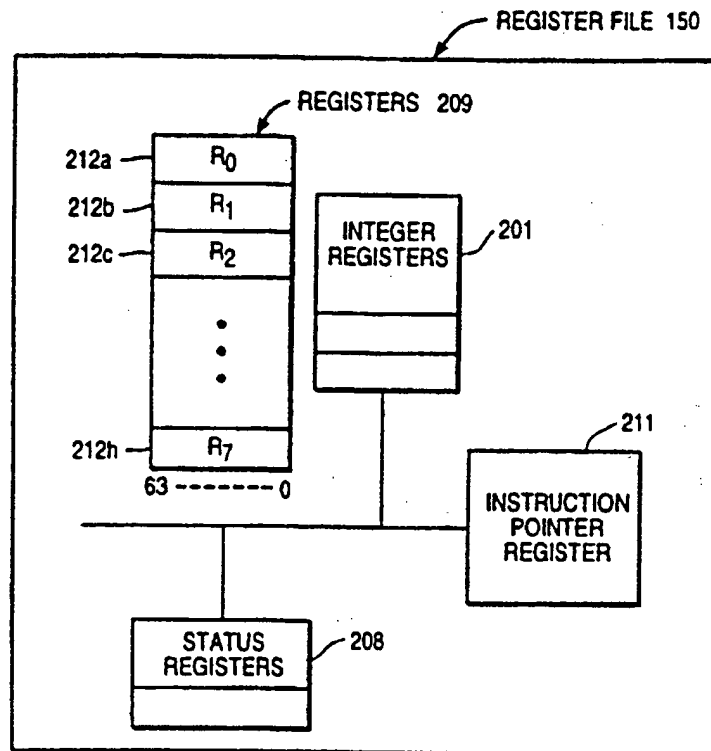 REGISTER FILE 150
REGISTERS 209
212a
R0
212b
R1
212c
R2
INTEGER
REGISTERS
201
212h
R7
63 ------- 0
211
INSTRUCTION
POINTER
REGISTER
STATUS
REGISTERS
208